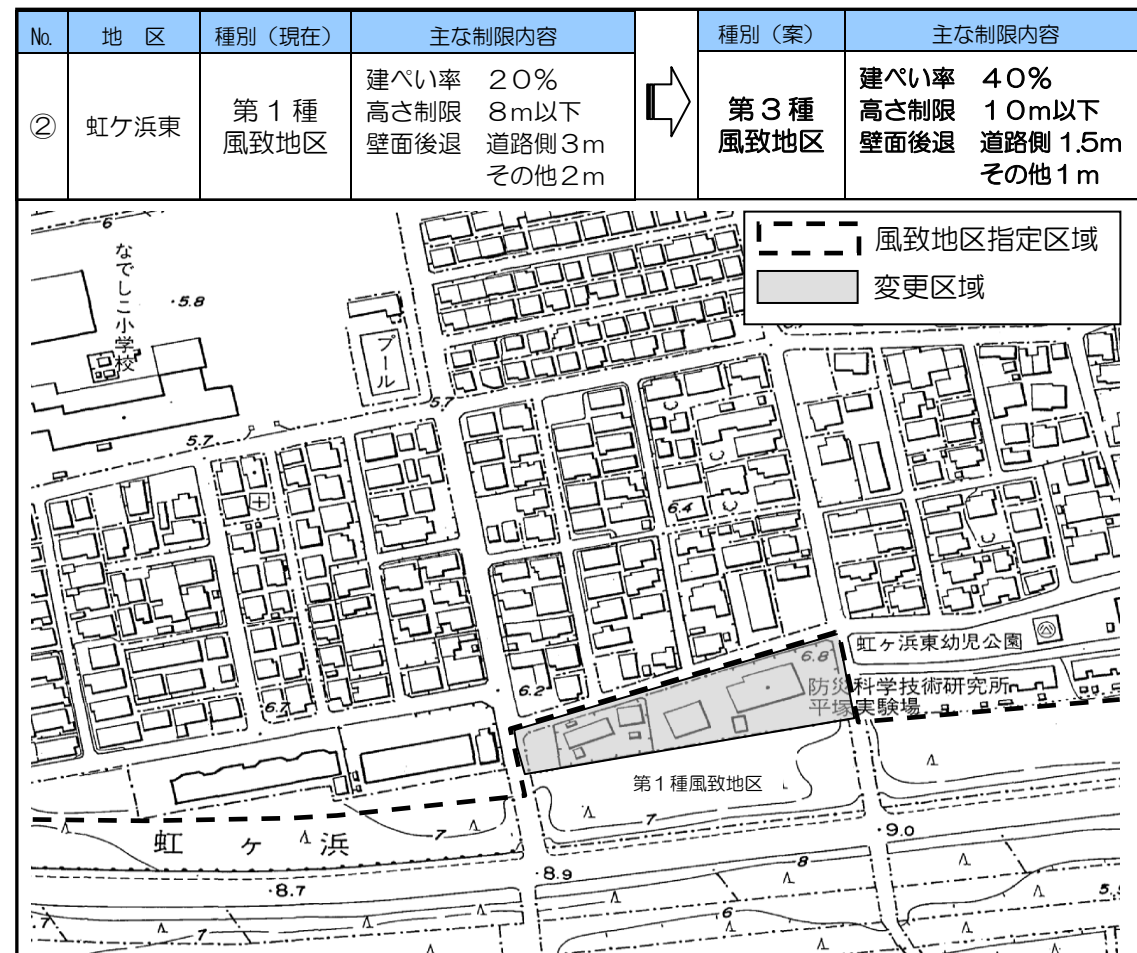 No. 地 区 種別（現在） 主な制限内容 種別（案） 主な制限内容
② 虹ケ浜東
第１種
風致地区
建ぺい率 ２０％
高さ制限 ８ｍ以下
壁面後退 道路側３ｍ
その他２ｍ
第３種
風致地区
建ぺい率 ４０％
高さ制限 １０ｍ以下
壁面後退 道路側 1.5ｍ
その他１ｍ
風致地区指定区域
変更区域
6
なでしこ小学校
5.8
プール
5.7
5.7
6.4
虹ヶ浜東幼児公園
6.8
防災科学技術研究所
平塚実験場
6.2
6.7
第１種風致地区
虹ヶ浜
7
7
9.0
8.9
8
8.7
7
7
6